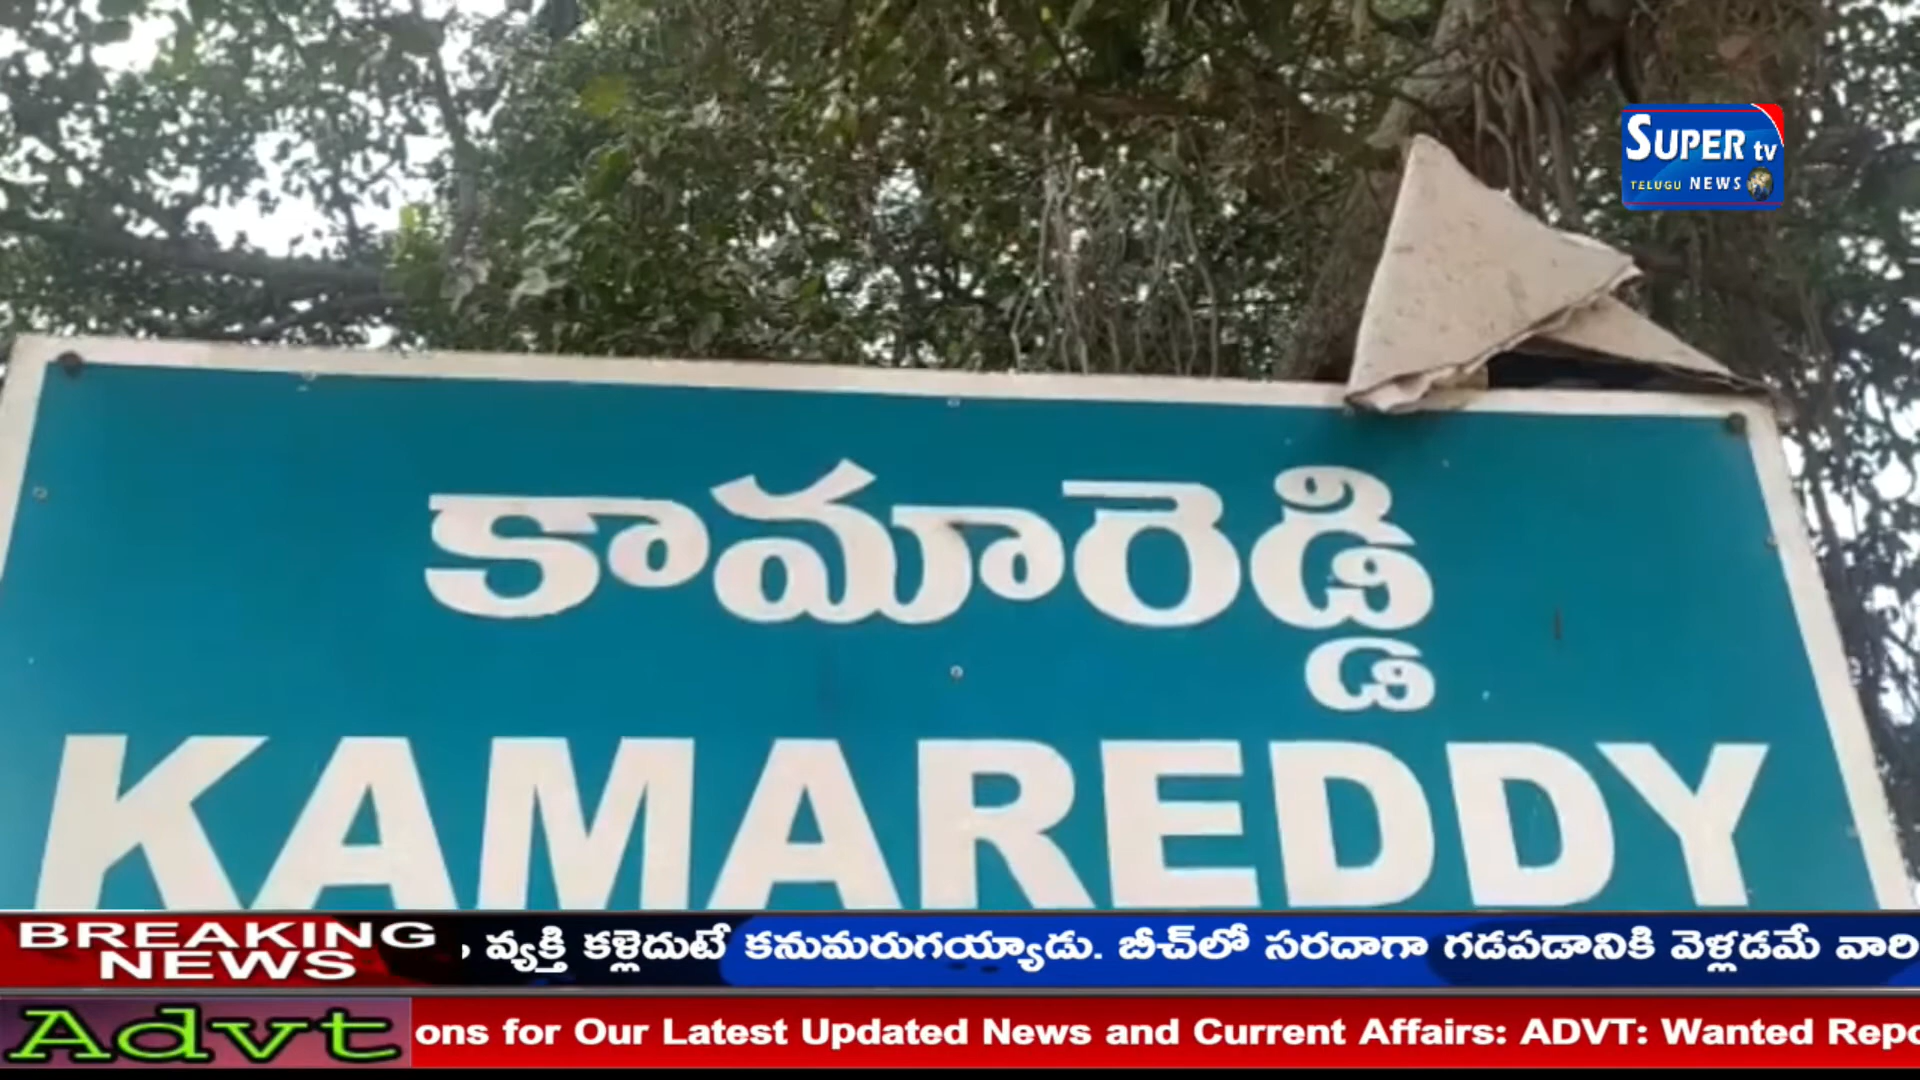 SUPER tv
TELUGU NEWS
కామారెడ్డి
KAMAREDDY
BREAKING NEWS
వ్యక్తి కళ్లెదుటే కనుమరుగయ్యాడు. బీచ్‌లో సరదాగా గడపడానికి వెళ్లడమే వారి
Advt
ons for Our Latest Updated News and Current Affairs: ADVT: Wanted Repo